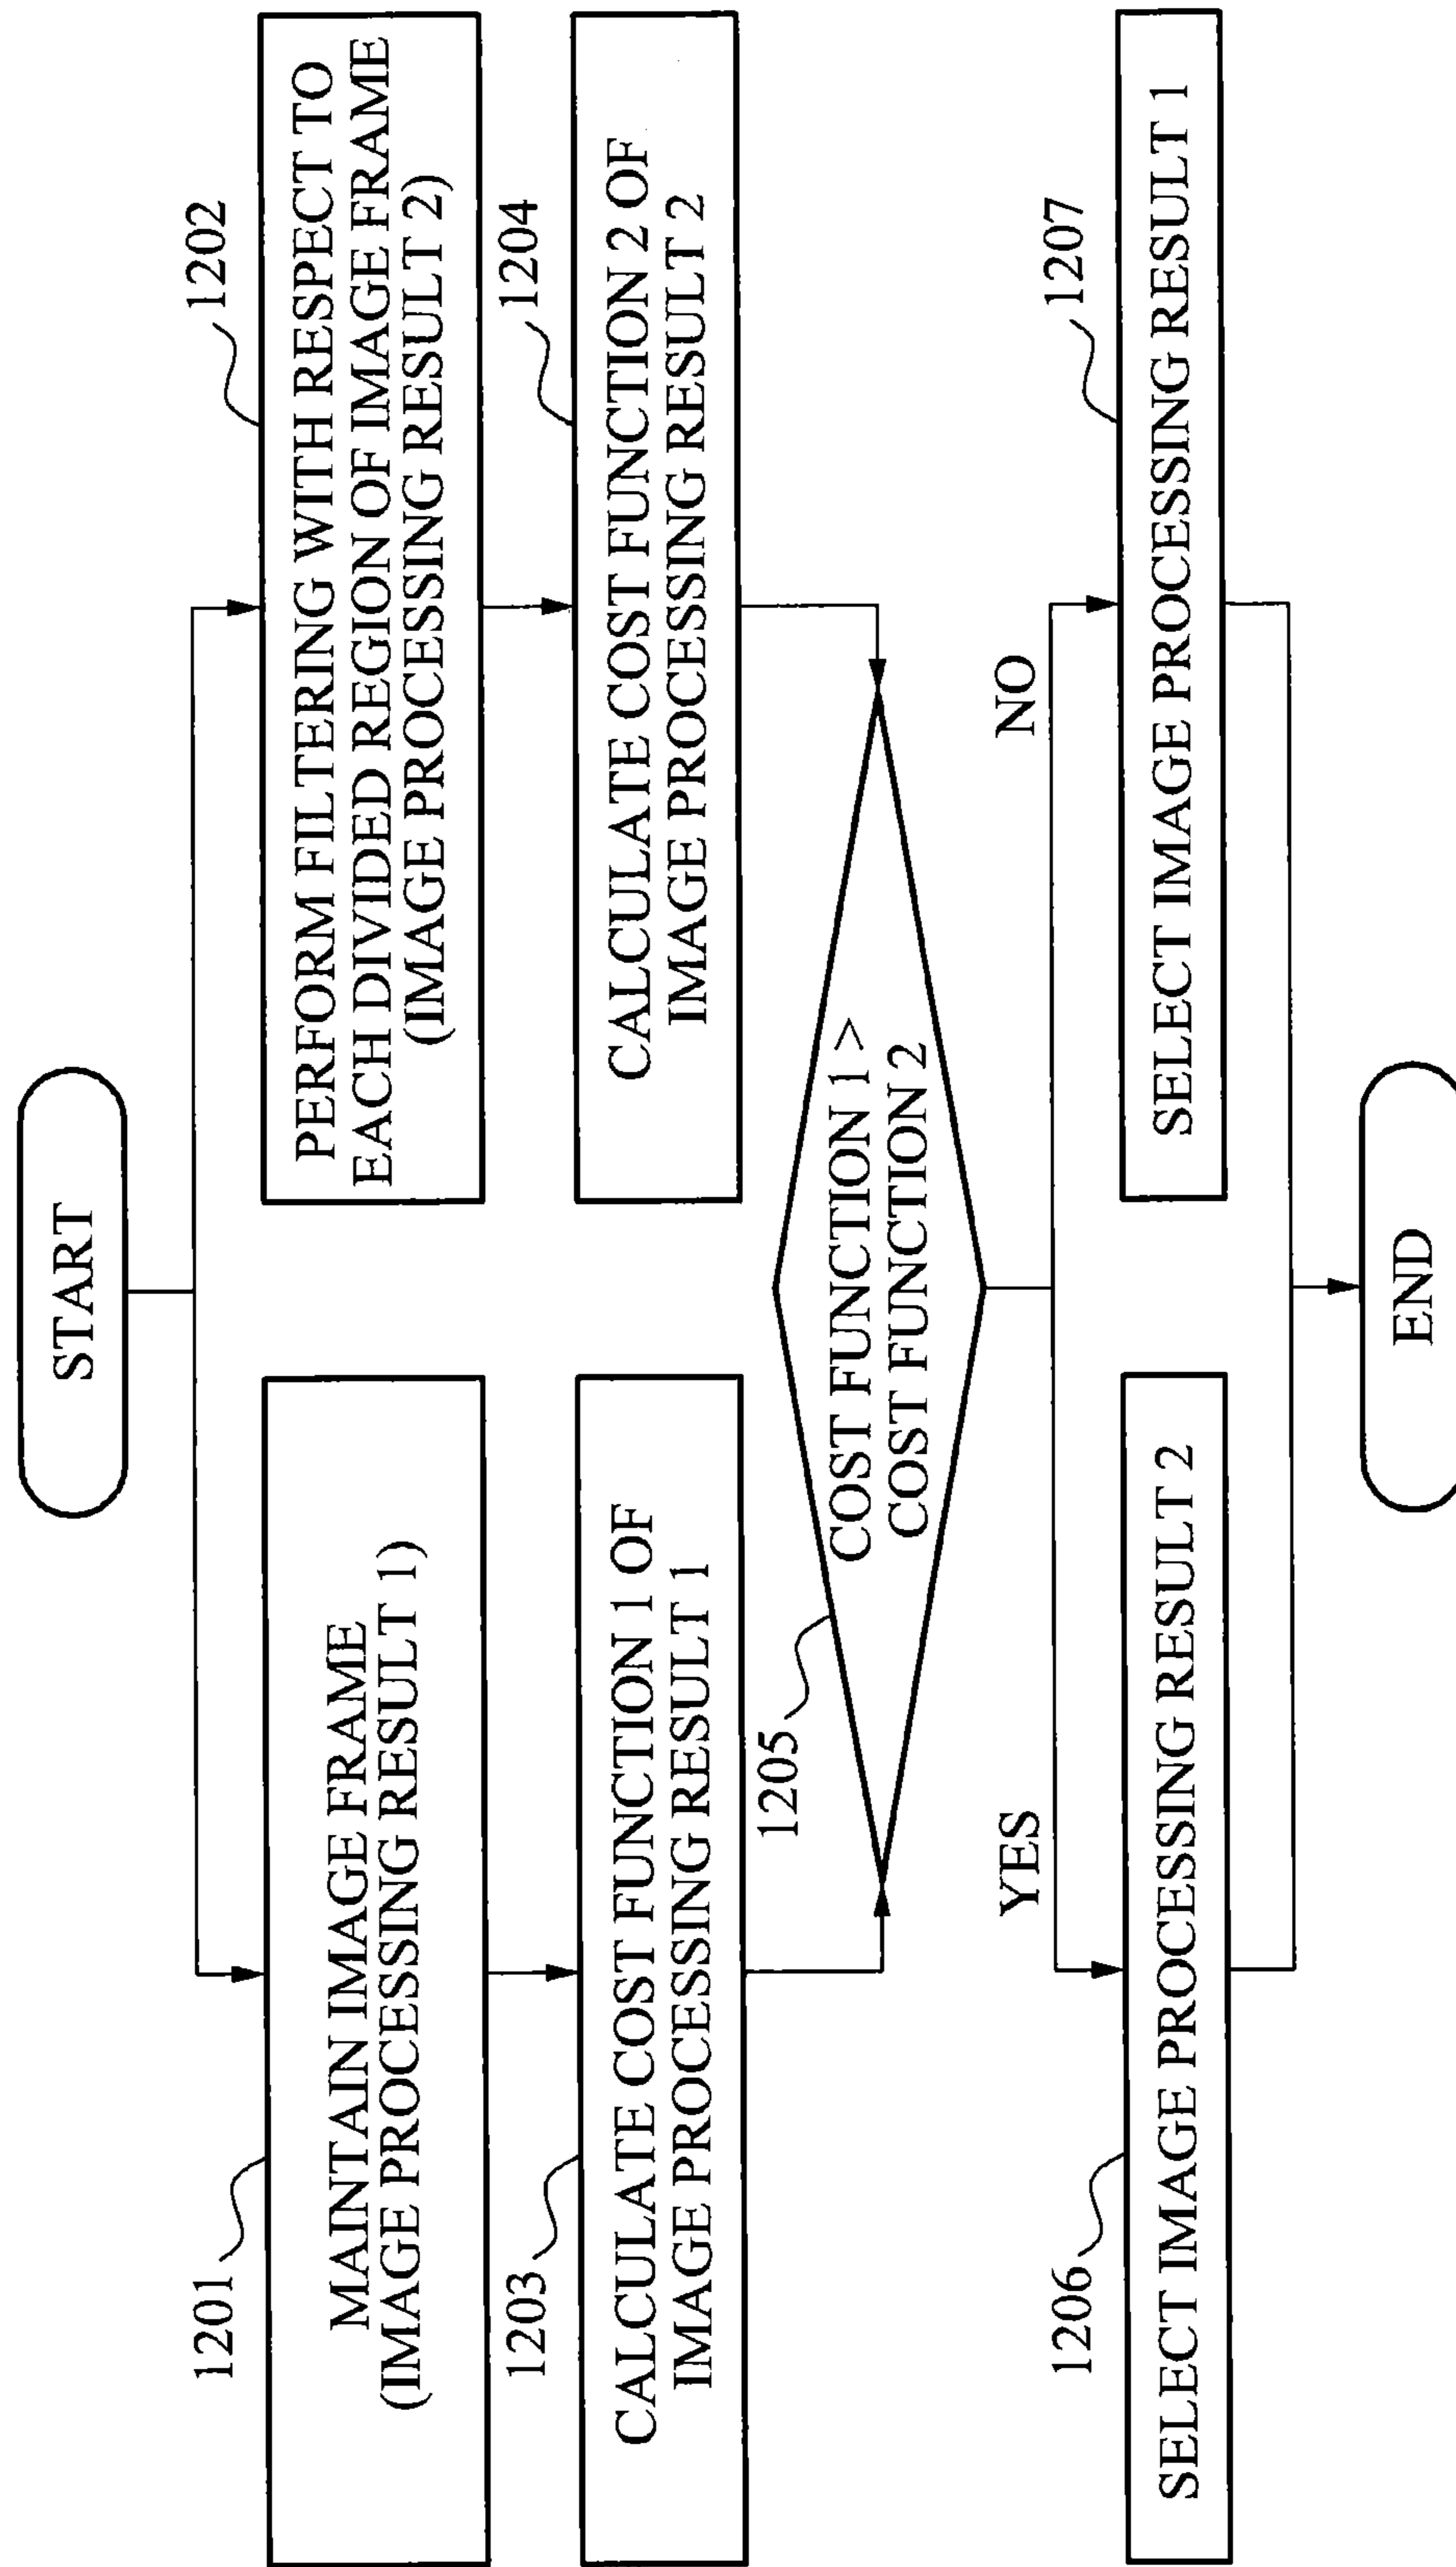 START
1201
MAINTAIN IMAGE FRAME
(IMAGE PROCESSING RESULT 1)
1202
PERFORM FILTERING WITH RESPECT TO
EACH DIVIDED REGION OF IMAGE FRAME
(IMAGE PROCESSING RESULT 2)
1203
CALCULATE COST FUNCTION 1 OF
IMAGE PROCESSING RESULT 1
1204
CALCULATE COST FUNCTION 2 OF
IMAGE PROCESSING RESULT 2
1205
COST FUNCTION 1 >
COST FUNCTION 2
YES
NO
1206
SELECT IMAGE PROCESSING RESULT 2
1207
SELECT IMAGE PROCESSING RESULT 1
END